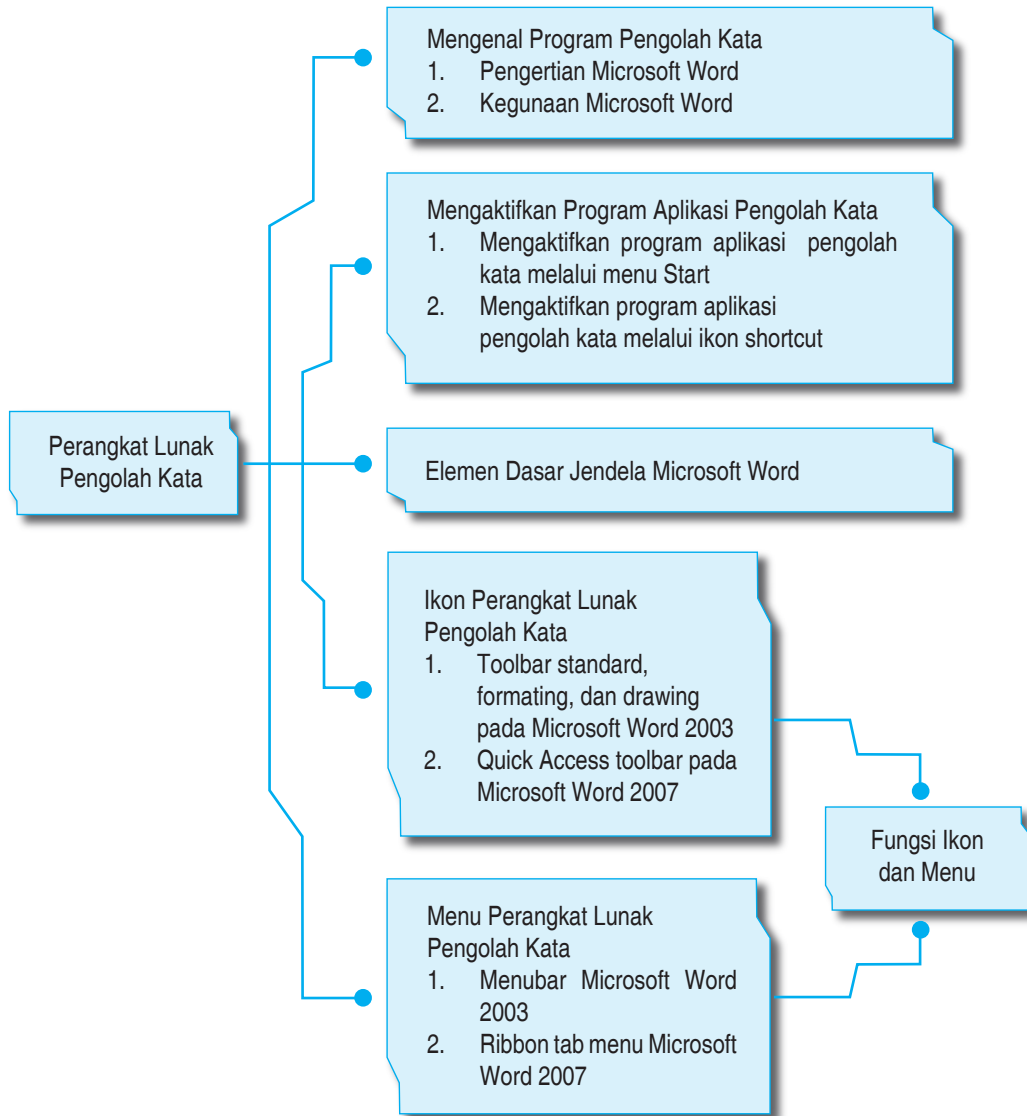 Mengenal Program Pengolah Kata
1. Pengertian Microsoft Word
2. Kegunaan Microsoft Word
Mengaktifkan Program Aplikasi Pengolah Kata
1. Mengaktifkan program aplikasi pengolah
kata melalui menu Start
2. Mengaktifkan program aplikasi
pengolah kata melalui ikon shortcut
Perangkat Lunak
Pengolah Kata
Elemen Dasar Jendela Microsoft Word
Ikon Perangkat Lunak
Pengolah Kata
1. Toolbar standard,
formating, dan drawing
pada Microsoft Word 2003
2. Quick Access toolbar pada
Microsoft Word 2007
Fungsi Ikon
dan Menu
Menu Perangkat Lunak
Pengolah Kata
1. Menubar Microsoft Word
2003
2. Ribbon tab menu Microsoft
Word 2007